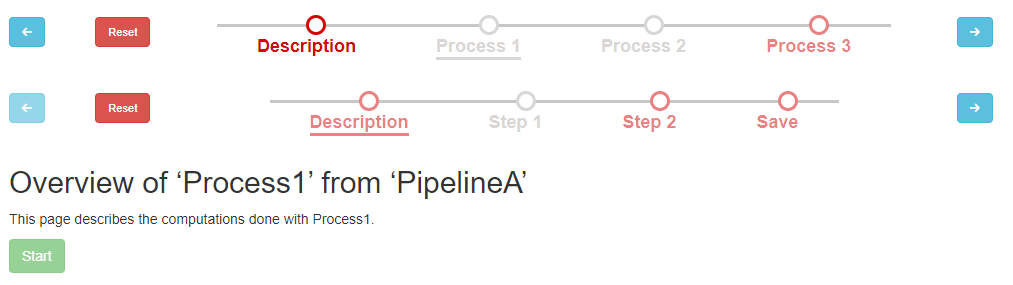 ← Reset Description Process 1 Process 2 Process 3 →
← Reset Description Step 1 Step 2 Save →
Overview of ‘Process1’ from ‘PipelineA’
This page describes the computations done with Process1.
Start